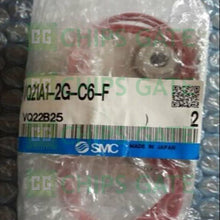 VQ21A1-2G-C6-F
VQ22B25
2
SMC
MADE IN JAPAN